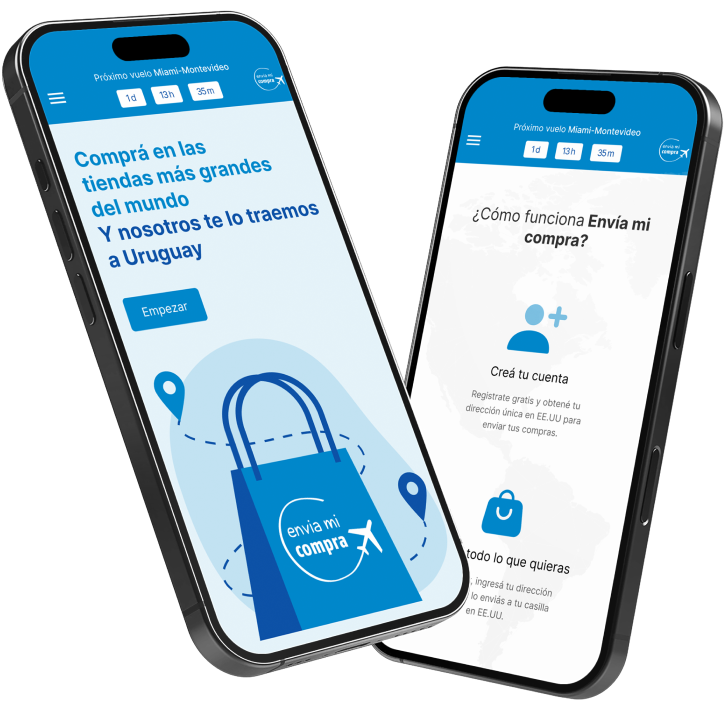 Próximo vuelo Miami-Montevideo
1d 13h 35m
envia mi
compra
Comprá en las
tiendas más grandes
del mundo
Y nosotros te lo traemos
a Uruguay
Empezar
envia mi
compra
Próximo vuelo Miami-Montevideo
1d 13h 35m
envia mi
compra
¿Cómo funciona Envía mi
compra?
Creá tu cuenta
Registrate gratis y obtené tu
dirección única en EE.UU para
enviar tus compras.
todo lo que quieras
, ingresá tu dirección
lo enviás a tu casilla
en EE.UU.